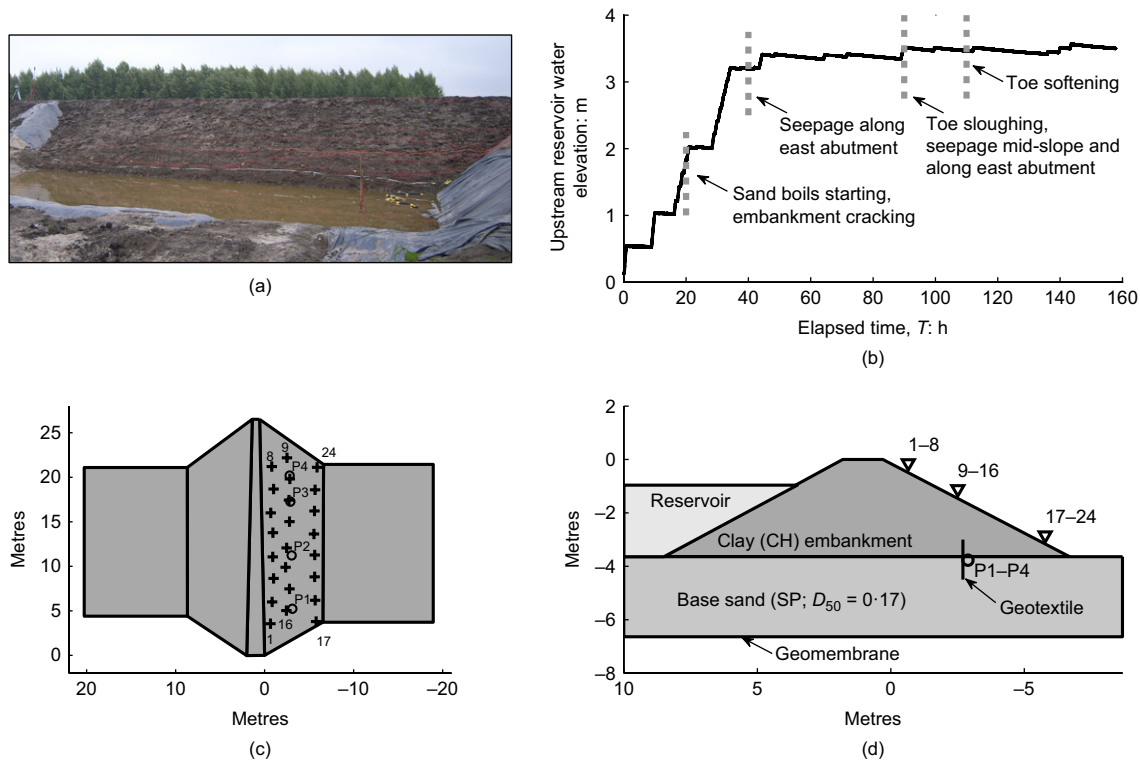 (a)
4
3
2
1
0
0
20
40
60
80
100
120
140
160
Upstream reservoir water
elevation: m
Elapsed time, T: h
Sand boils starting,
embankment cracking
Seepage along
east abutment
Toe sloughing,
seepage mid-slope and
along east abutment
Toe softening
(b)
25
20
15
10
5
0
20
10
0
–10
–20
Metres
Metres
8
9
24
P4
P3
P2
P1
1
16
17
(c)
2
0
–2
–4
–6
–8
10
5
0
–5
Metres
Metres
1–8
9–16
17–24
Reservoir
Clay (CH) embankment
P1–P4
Base sand (SP; D50 = 0·17)
Geotextile
Geomembrane
(d)